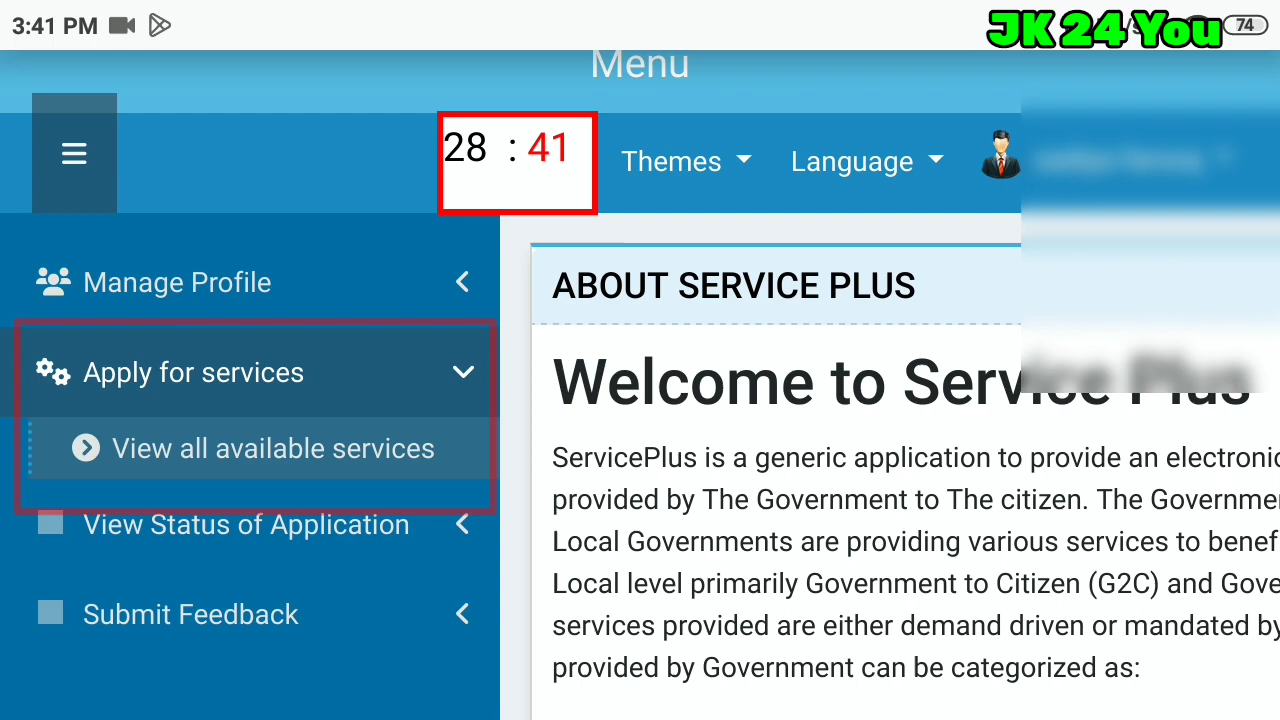 3:41 PM
JK 24 You
74
Menu
28 : 41
Themes
Language
Manage Profile
Apply for services
View all available services
View Status of Application
Submit Feedback
ABOUT SERVICE PLUS
Welcome to Service Plus
ServicePlus is a generic application to provide an electronic
provided by The Government to The citizen. The Governme
Local Governments are providing various services to benef
Local level primarily Government to Citizen (G2C) and Gove
services provided are either demand driven or mandated by
provided by Government can be categorized as: